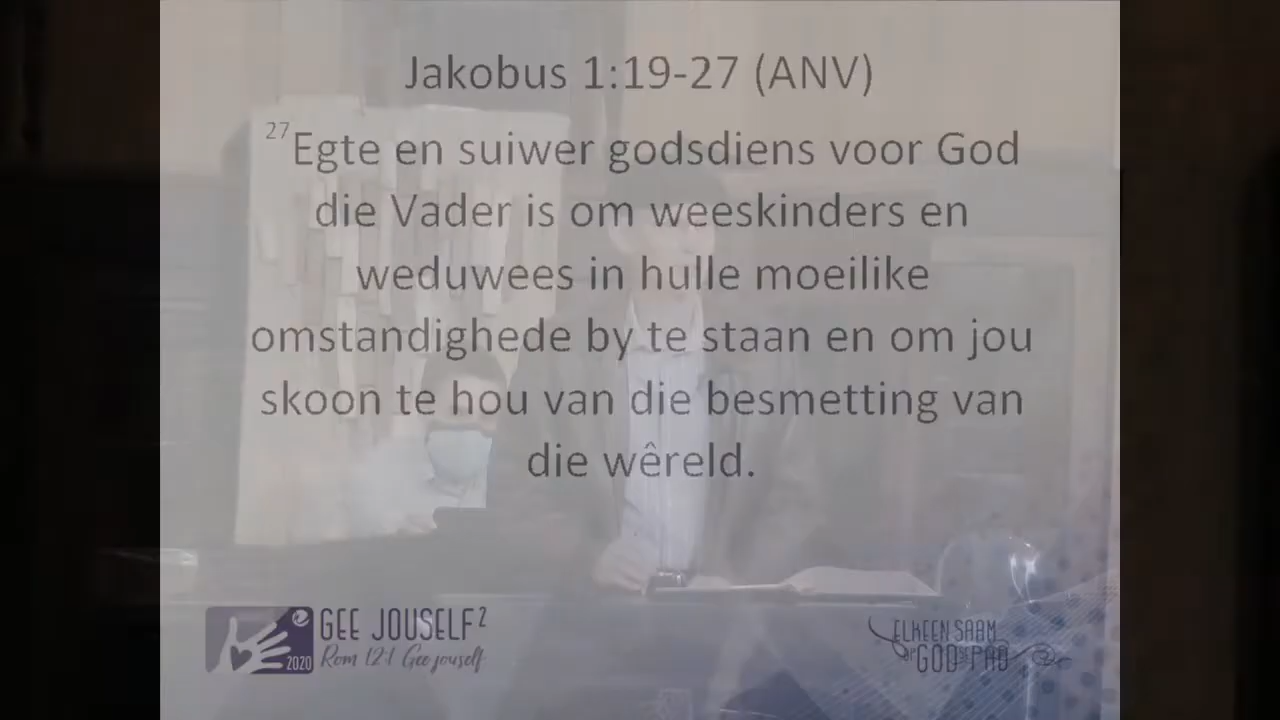 Jakobus 1:19-27 (ANV)
27Egte en suiwer godsdiens voor God
die Vader is om weeskinders en
weduwees in hulle moeilike
omstandighede by te staan en om jou
skoon te hou van die besmetting van
die wêreld.
GEE JOUSELF2
2020
Rom 12:1 Gee jouself
ELKEEN SAAM
OP GOD SE PAD